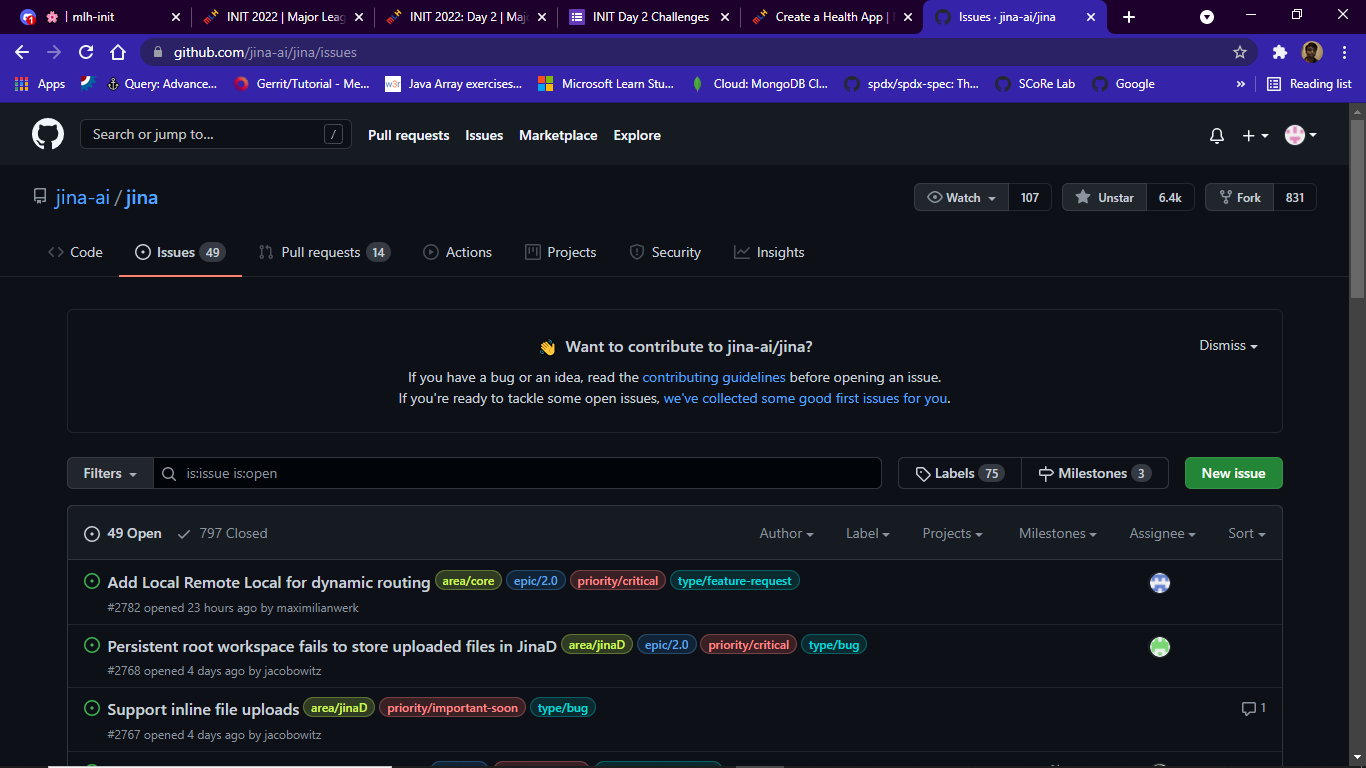 mlh-init
INIT 2022 | Major Leag
INIT 2022: Day 2 | Maj
INIT Day 2 Challenges
Create a Health App |
Issues · jina-ai/jina
github.com/jina-ai/jina/issues
Apps
Query: Advance...
Gerrit/Tutorial - Me...
w3r
Java Array exercises...
Microsoft Learn Stu...
Cloud: MongoDB Cl...
spdx/spdx-spec: Th...
SCoRe Lab
Google
»
Reading list
Search or jump to...
/
Pull requests
Issues
Marketplace
Explore
jina-ai / jina
Watch 107
Unstar 6.4k
Fork 831
Code
Issues 49
Pull requests 14
Actions
Projects
Security
Insights
👋 Want to contribute to jina-ai/jina?
Dismiss
If you have a bug or an idea, read the contributing guidelines before opening an issue.
If you're ready to tackle some open issues, we've collected some good first issues for you.
Filters
is:issue is:open
Labels 75
Milestones 3
New issue
49 Open
797 Closed
Author
Label
Projects
Milestones
Assignee
Sort
Add Local Remote Local for dynamic routing area/core epic/2.0 priority/critical type/feature-request
#2782 opened 23 hours ago by maximilianwerk
Persistent root workspace fails to store uploaded files in JinaD area/jinaD epic/2.0 priority/critical type/bug
#2768 opened 4 days ago by jacobowitz
Support inline file uploads area/jinaD priority/important-soon type/bug
1
#2767 opened 4 days ago by jacobowitz